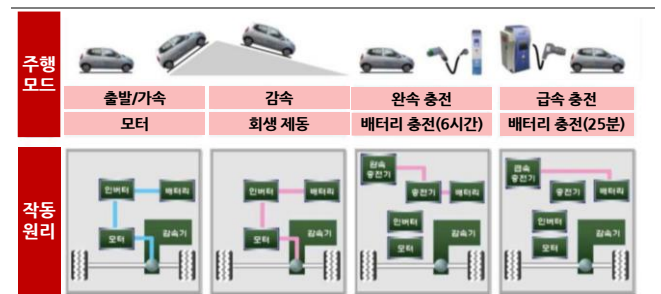 주행
모드
출발/가속
감속
완속 충전
급속 충전
모터
회생 제동
배터리 충전(6시간)
배터리 충전(25분)
작동
원리
인버터
배터리
모터
감속기
인버터
배터리
모터
감속기
완속
충전기
충전기
배터리
인버터
모터
감속기
급속
충전기
충전기
배터리
인버터
모터
감속기